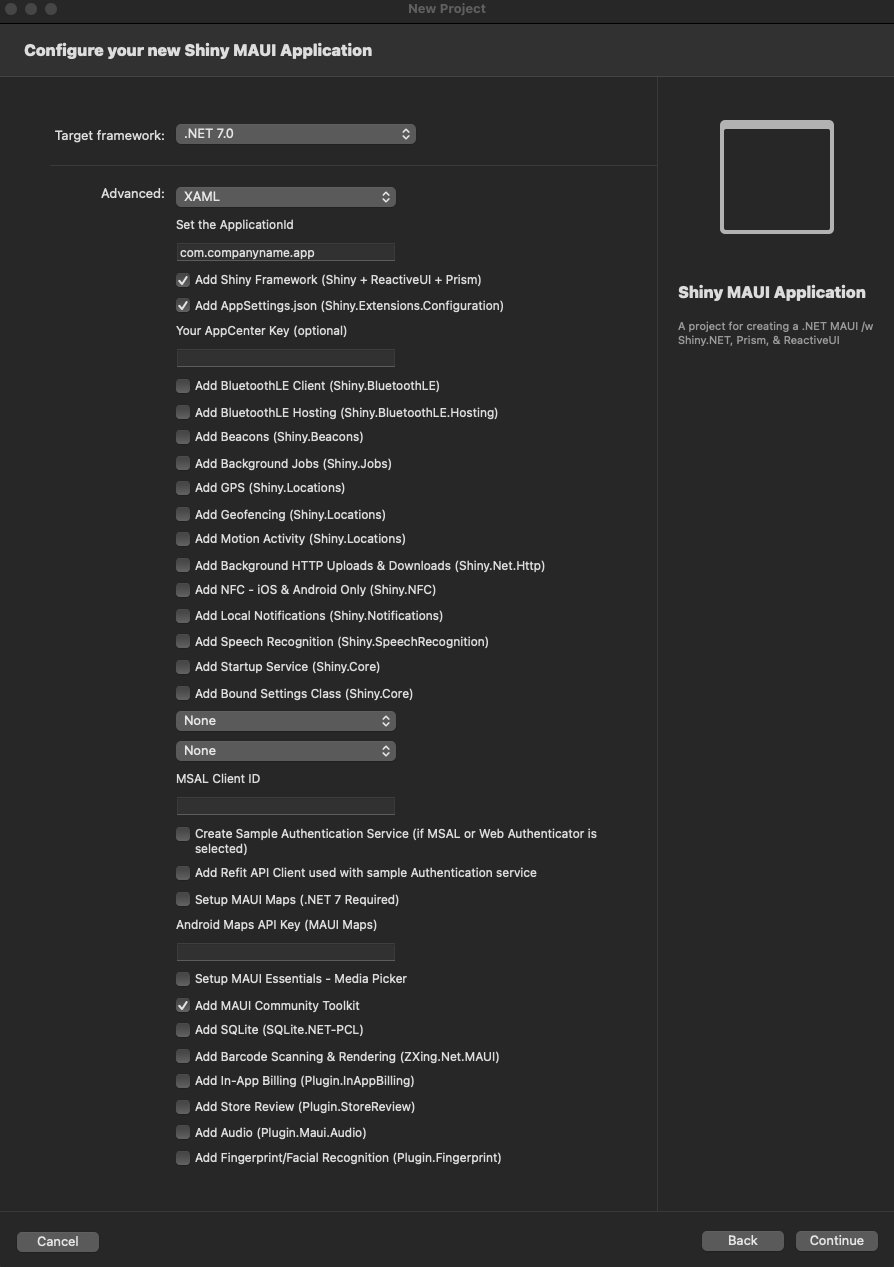 New Project
Configure your new Shiny MAUI Application
Target framework:
.NET 7.0
Advanced:
XAML
Set the ApplicationId
com.companyname.app
Add Shiny Framework (Shiny + ReactiveUI + Prism)
Add AppSettings.json (Shiny.Extensions.Configuration)
Your AppCenter Key (optional)
Add BluetoothLE Client (Shiny.BluetoothLE)
Add BluetoothLE Hosting (Shiny.BluetoothLE.Hosting)
Add Beacons (Shiny.Beacons)
Add Background Jobs (Shiny.Jobs)
Add GPS (Shiny.Locations)
Add Geofencing (Shiny.Locations)
Add Motion Activity (Shiny.Locations)
Add Background HTTP Uploads & Downloads (Shiny.Net.Http)
Add NFC - iOS & Android Only (Shiny.NFC)
Add Local Notifications (Shiny.Notifications)
Add Speech Recognition (Shiny.SpeechRecognition)
Add Startup Service (Shiny.Core)
Add Bound Settings Class (Shiny.Core)
None
None
MSAL Client ID
Create Sample Authentication Service (if MSAL or Web Authenticator is
selected)
Add Refit API Client used with sample Authentication service
Setup MAUI Maps (.NET 7 Required)
Android Maps API Key (MAUI Maps)
Setup MAUI Essentials - Media Picker
Add MAUI Community Toolkit
Add SQLite (SQLite.NET-PCL)
Add Barcode Scanning & Rendering (ZXing.Net.MAUI)
Add In-App Billing (Plugin.InAppBilling)
Add Store Review (Plugin.StoreReview)
Add Audio (Plugin.Maui.Audio)
Add Fingerprint/Facial Recognition (Plugin.Fingerprint)
Shiny MAUI Application
A project for creating a .NET MAUI /w
Shiny.NET, Prism, & ReactiveUI
Cancel
Back
Continue